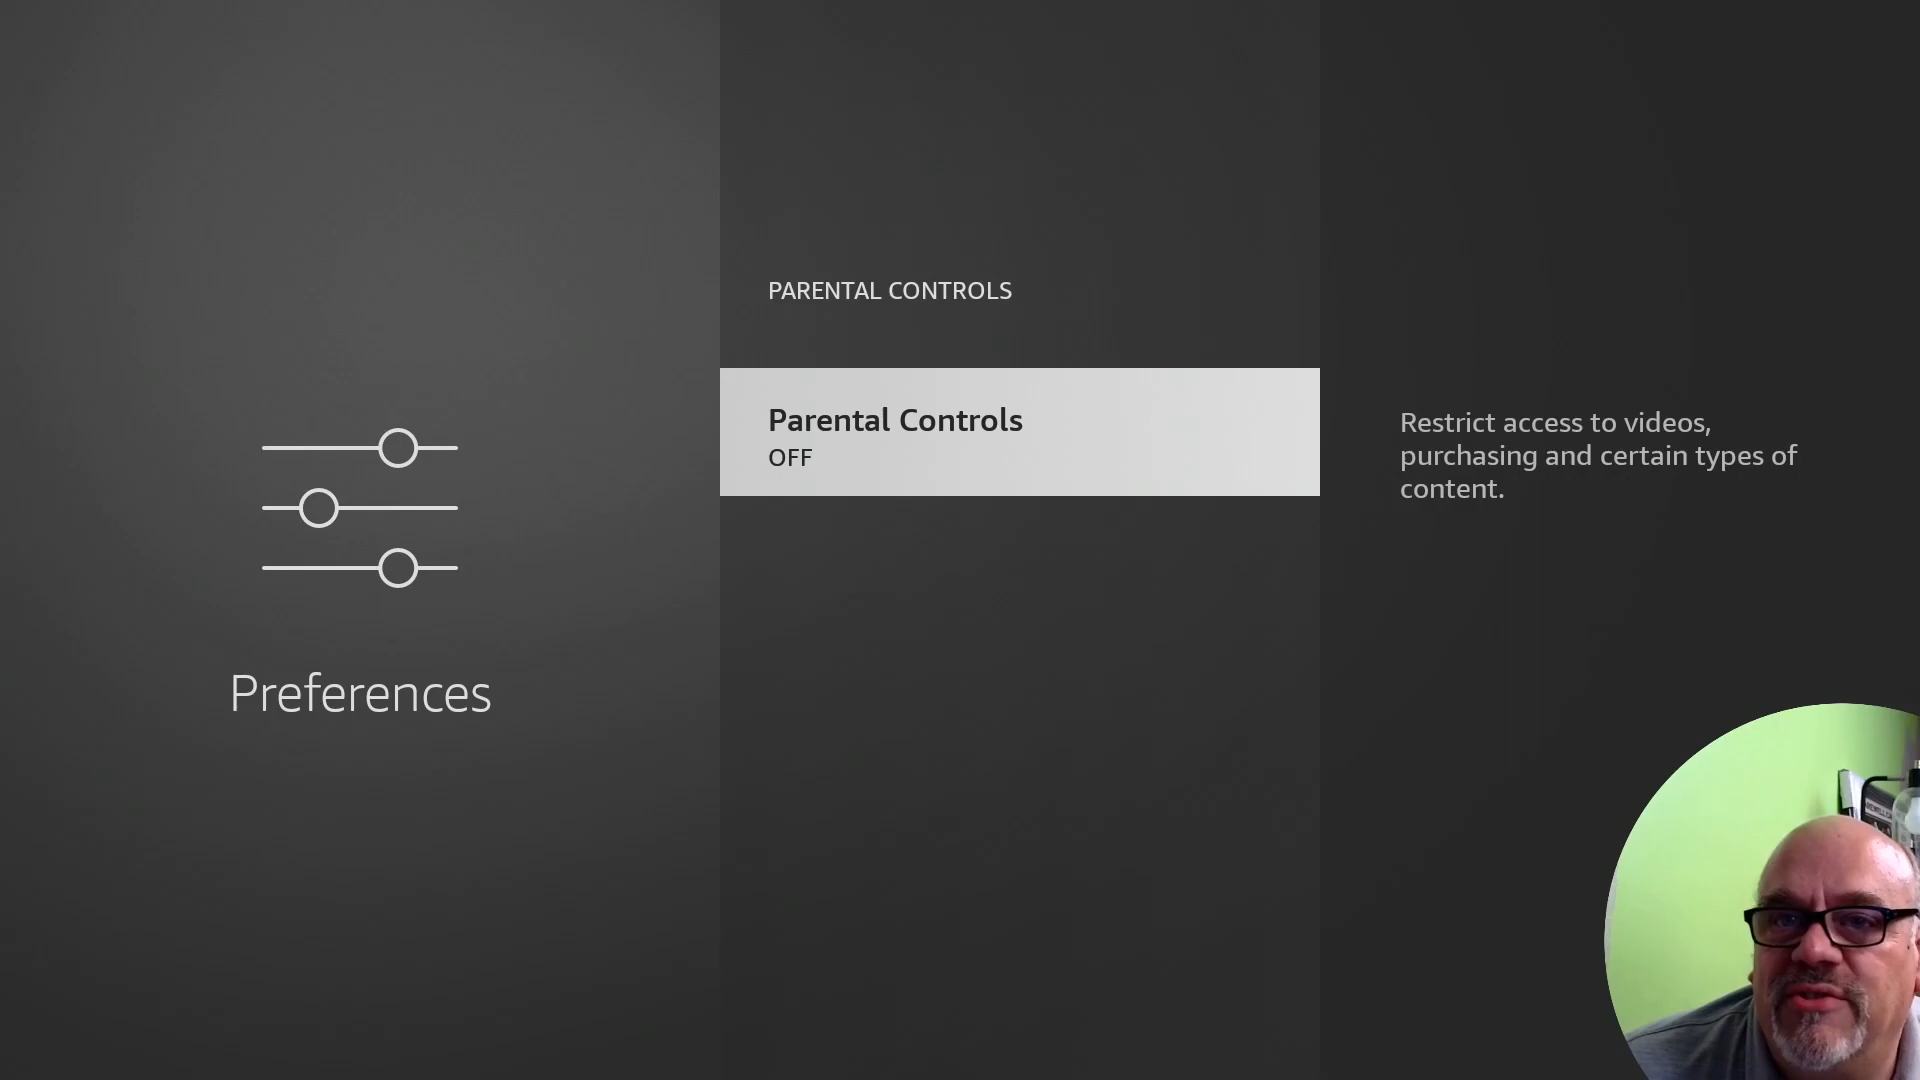 PARENTAL CONTROLS
Parental Controls
OFF
Restrict access to videos,
purchasing and certain types of
content.
Preferences